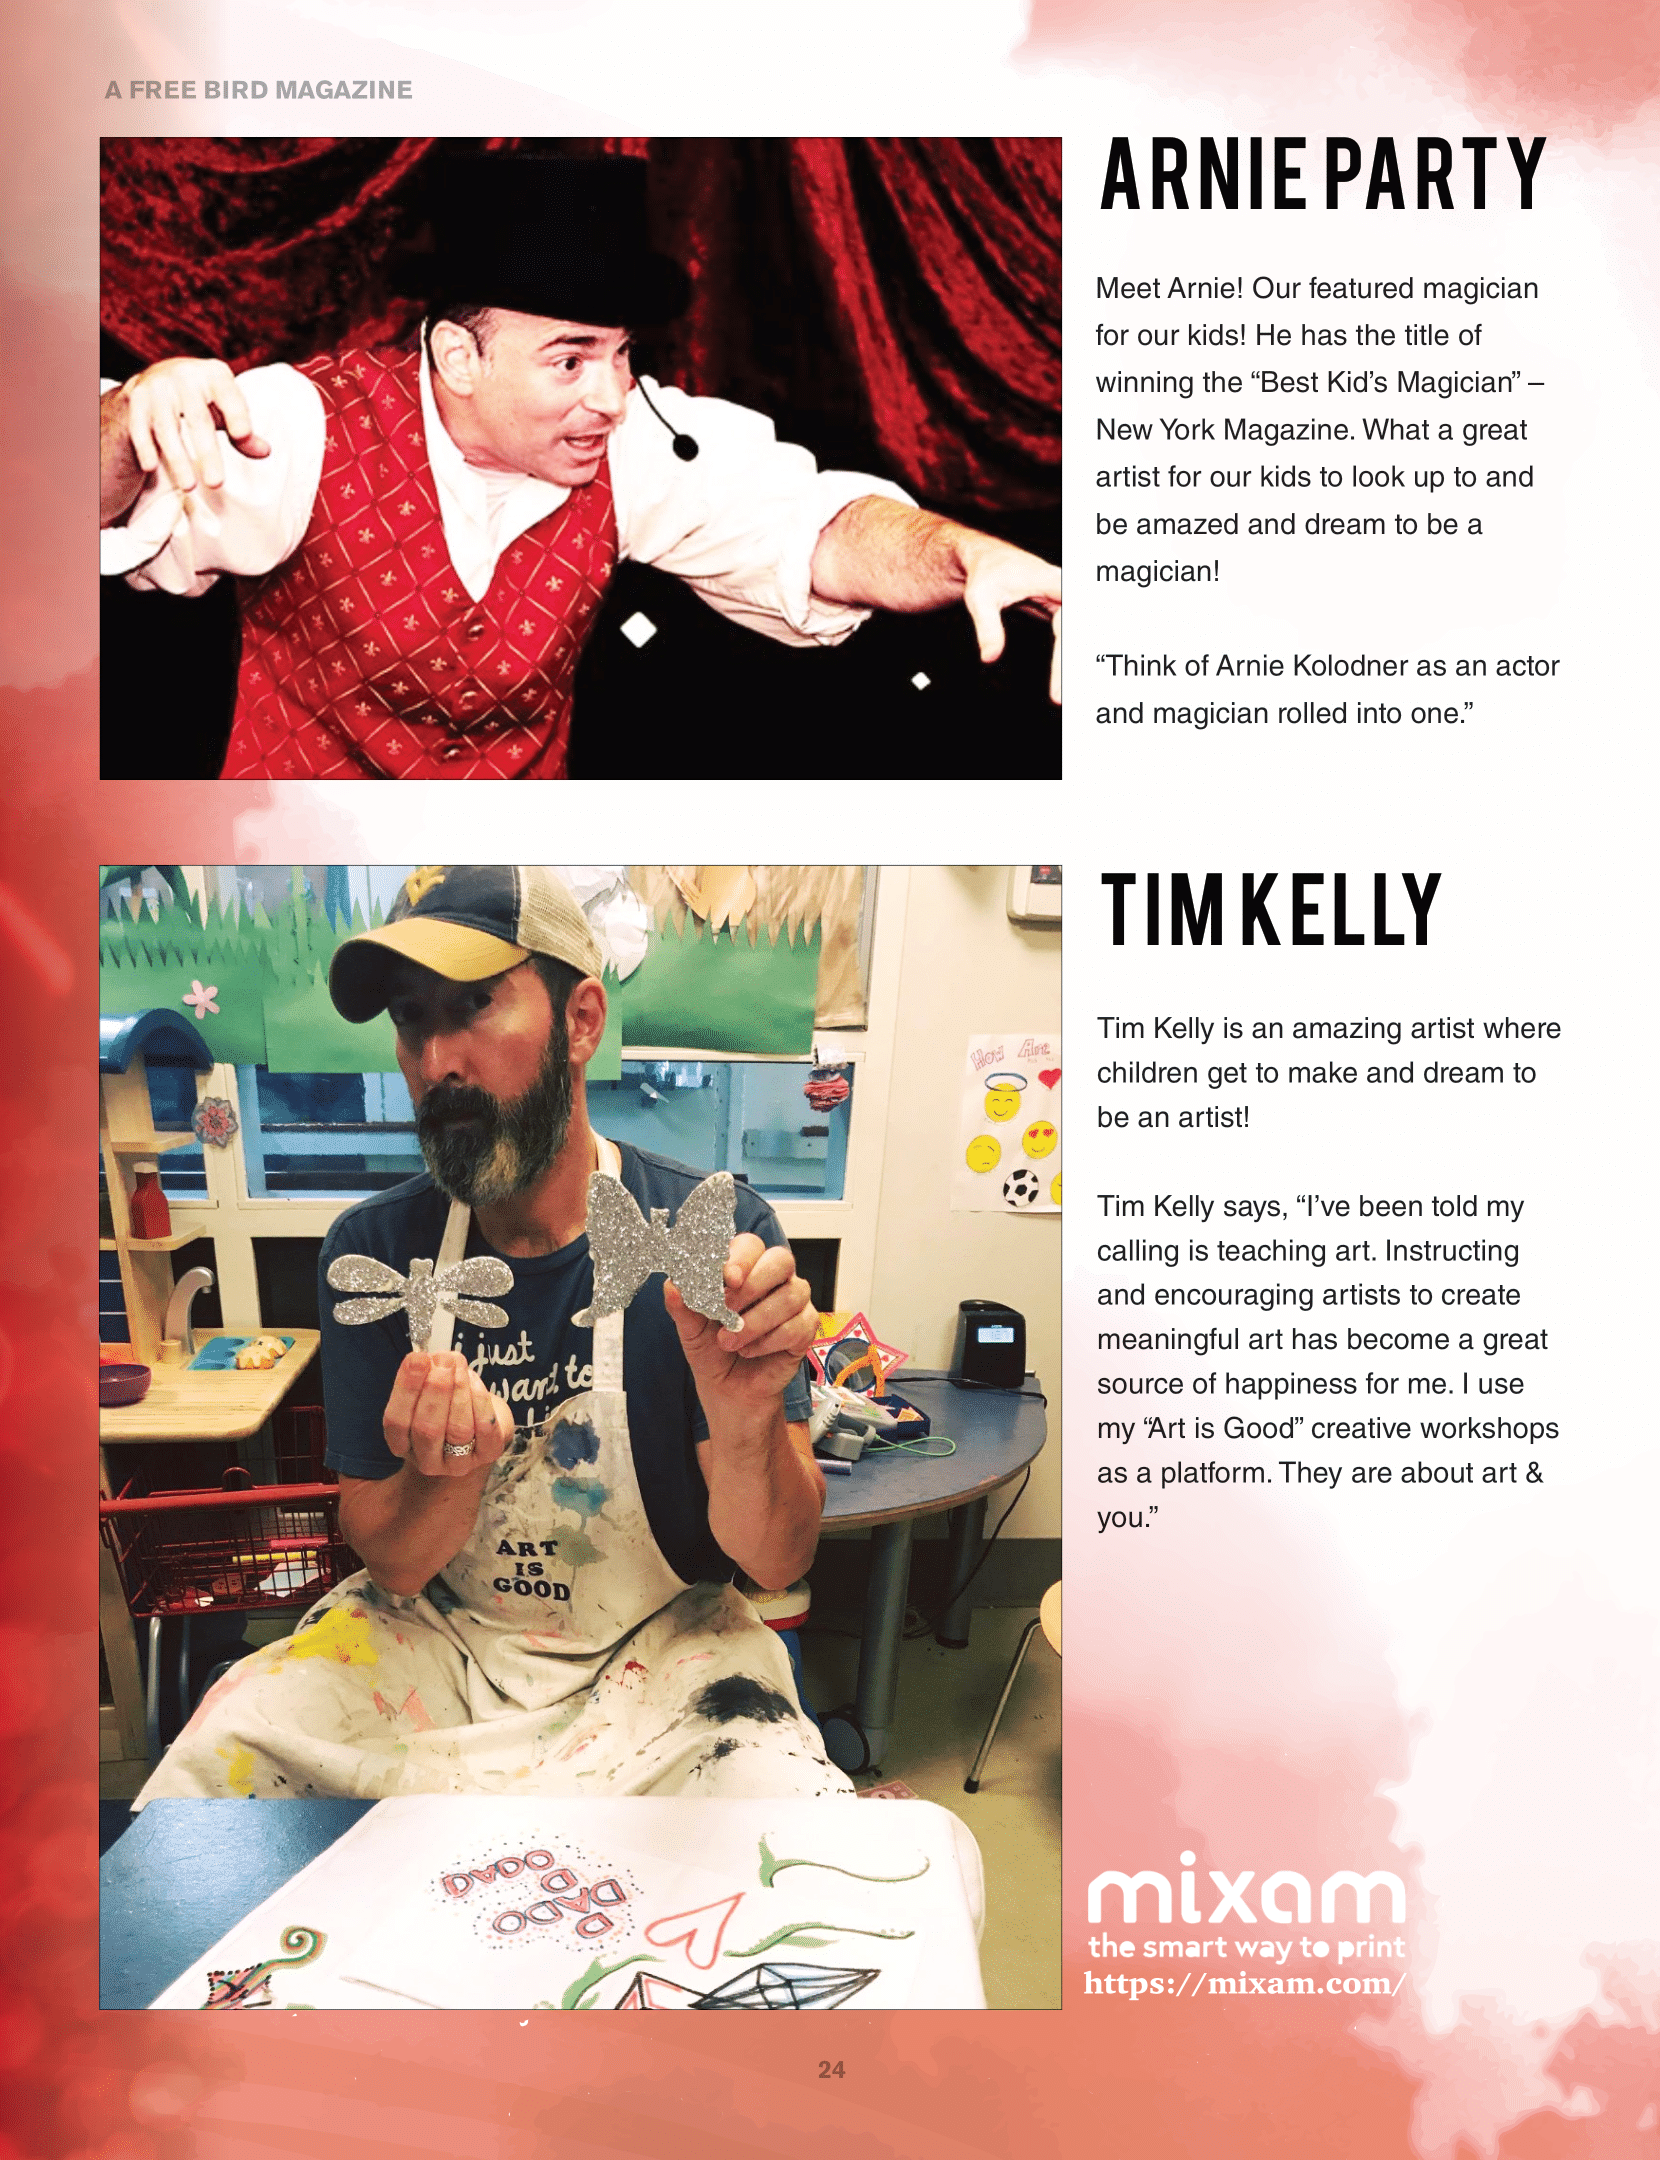 A FREE BIRD MAGAZINE
ARNIE PARTY
Meet Arnie! Our featured magician
for our kids! He has the title of
winning the “Best Kid’s Magician” –
New York Magazine. What a great
artist for our kids to look up to and
be amazed and dream to be a
magician!
“Think of Arnie Kolodner as an actor
and magician rolled into one.”
TIM KELLY
Tim Kelly is an amazing artist where
children get to make and dream to
be an artist!
Tim Kelly says, “I’ve been told my
calling is teaching art. Instructing
and encouraging artists to create
meaningful art has become a great
source of happiness for me. I use
my “Art is Good” creative workshops
as a platform. They are about art &
you.”
How Are
i just
want to
ART
IS
GOOD
mixam
the smart way to print
https://mixam.com/
24